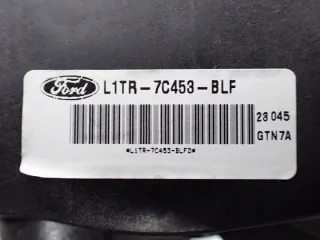 Ford L1TR-7C453-BLF
23045
GTN7A
*L1TR-7C453-BLFD*